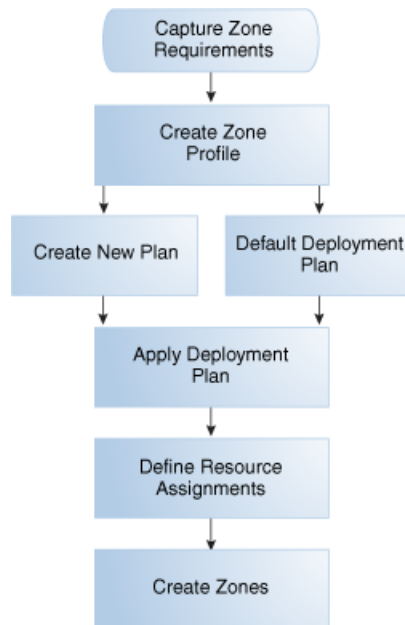 Capture Zone
Requirements
Create Zone
Profile
Create New Plan
Default Deployment
Plan
Apply Deployment
Plan
Define Resource
Assignments
Create Zones